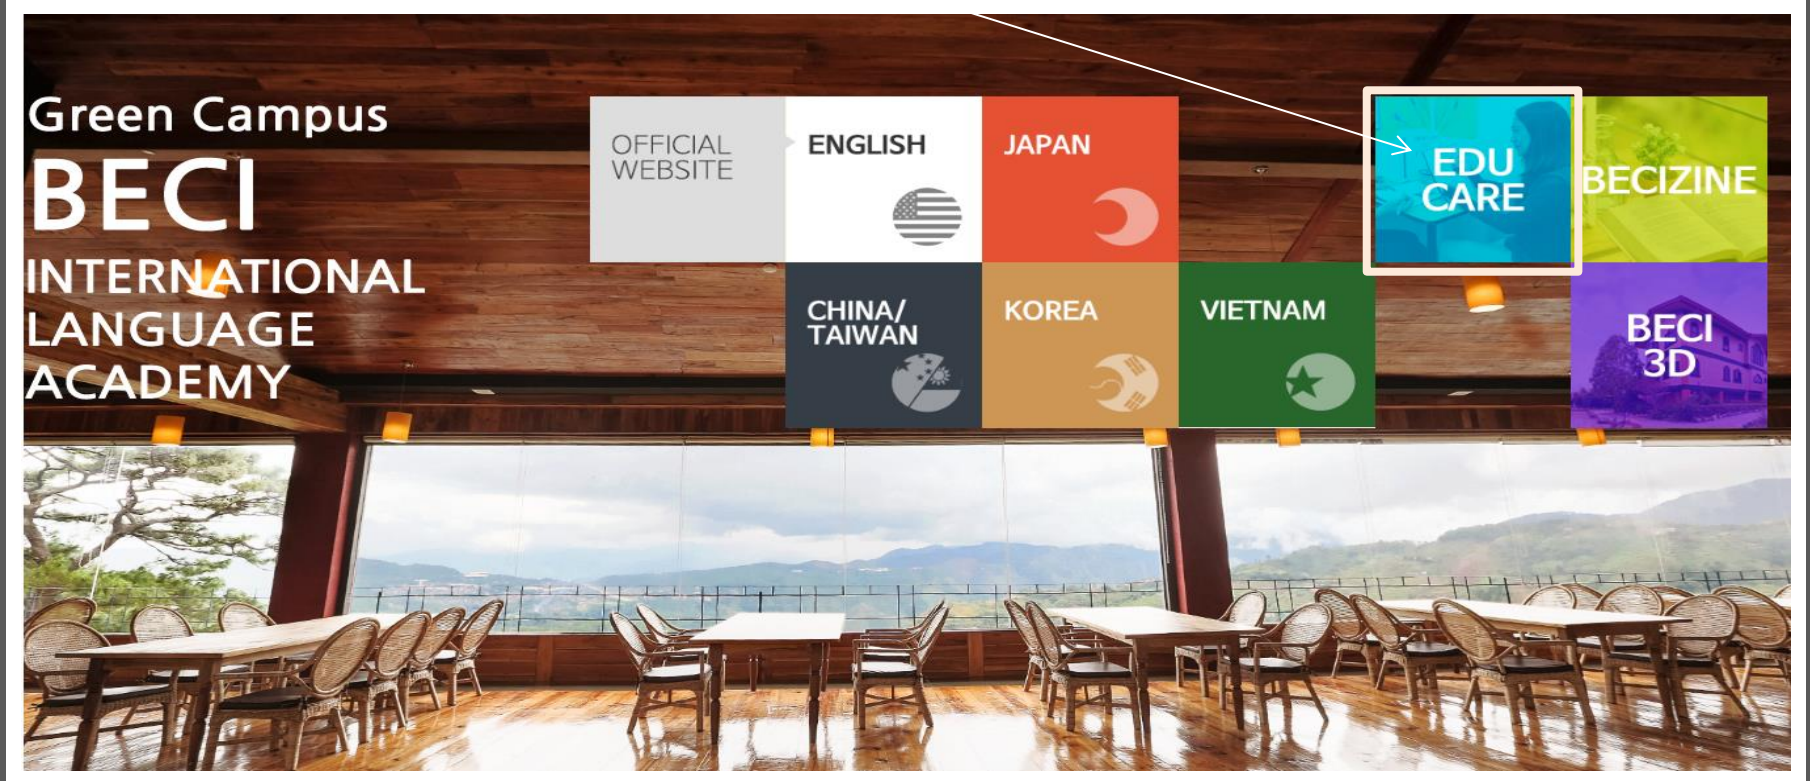 Green Campus
BECI
INTERNATIONAL
LANGUAGE
ACADEMY
OFFICIAL
WEBSITE
ENGLISH
JAPAN
EDU
CARE
BECIZINE
CHINA/
TAIWAN
KOREA
VIETNAM
BECI
3D